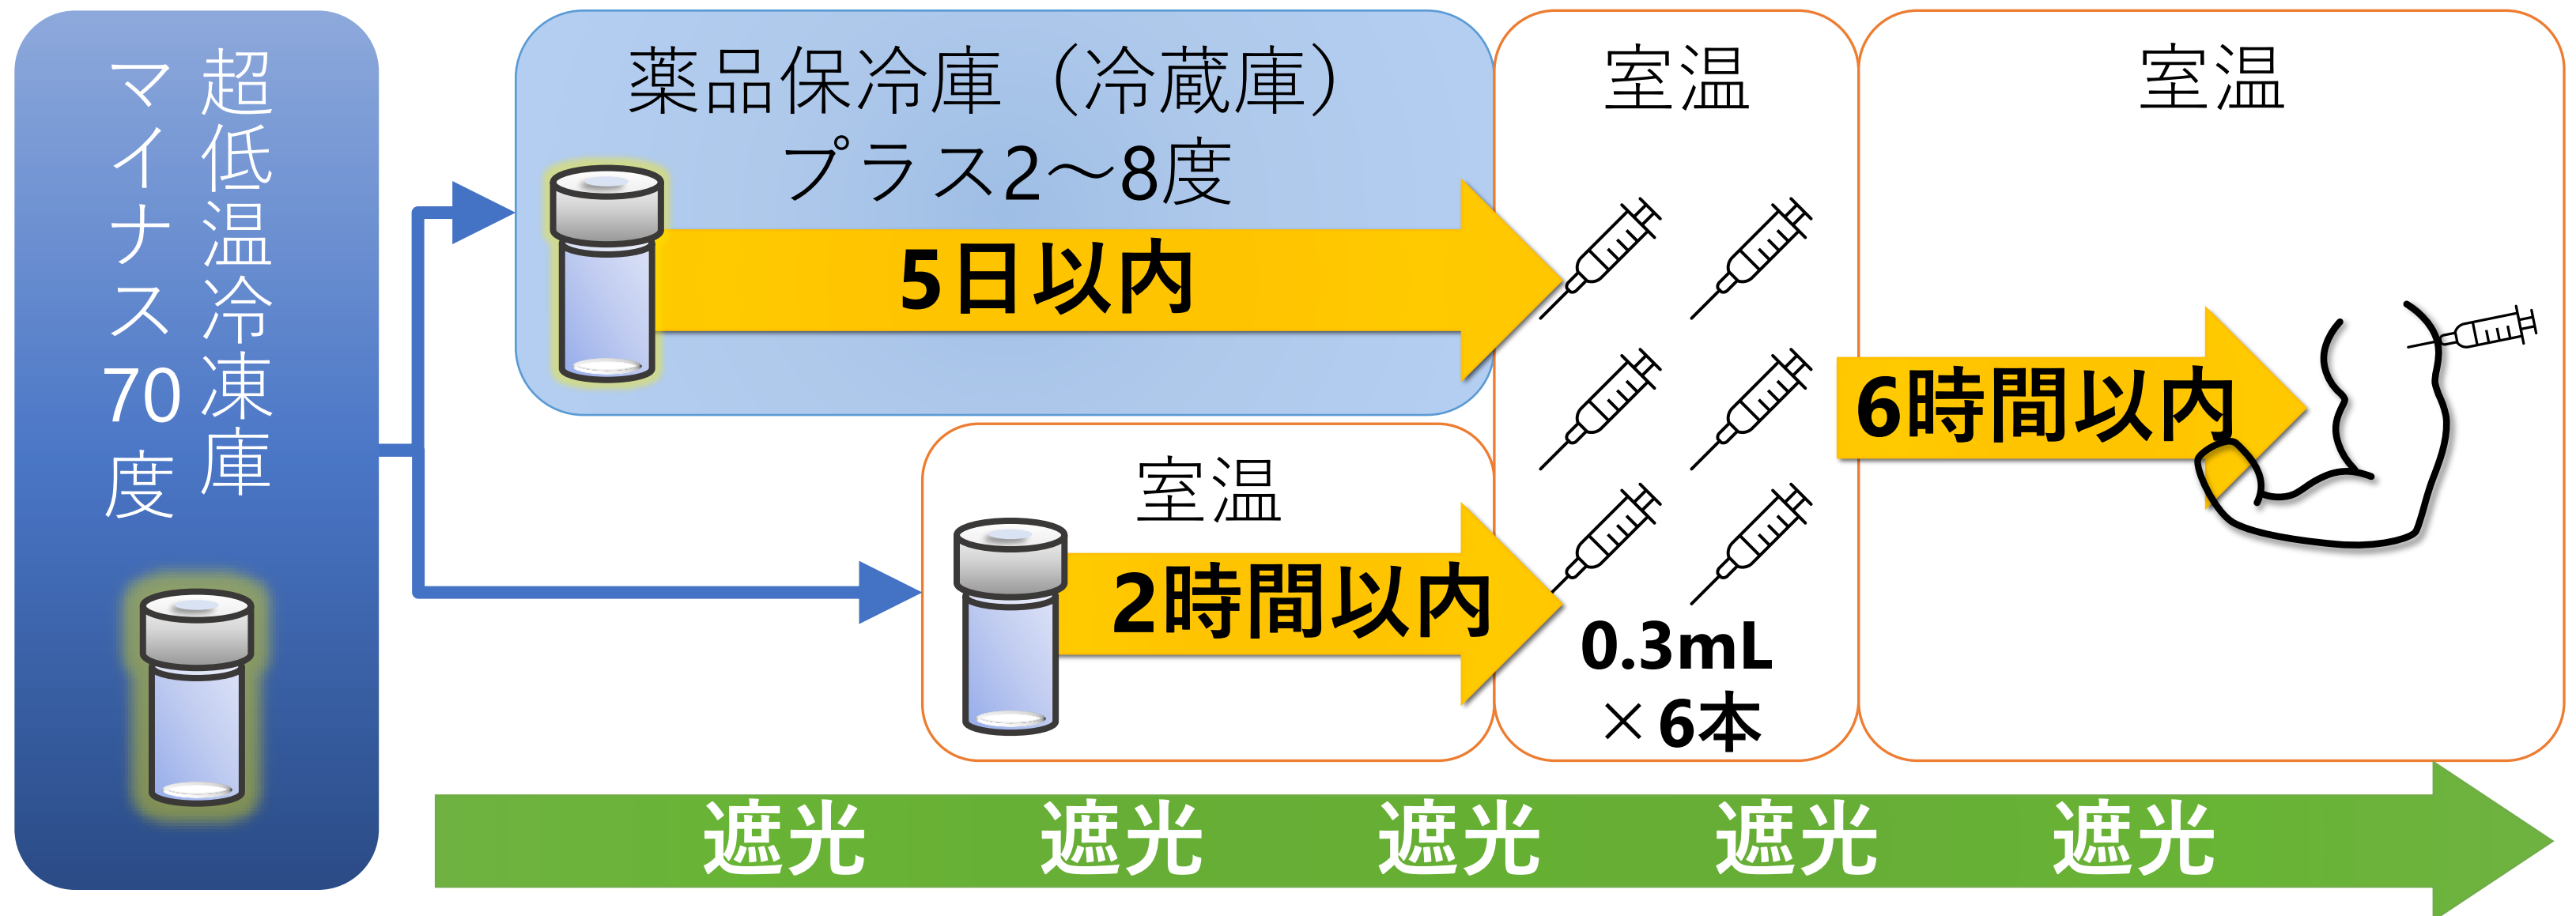 超低温冷凍庫
マイナス70度
薬品保冷庫（冷蔵庫）
プラス2～8度
5日以内
室温
2時間以内
室温
0.3mL
×6本
室温
6時間以内
遮光 遮光 遮光 遮光 遮光